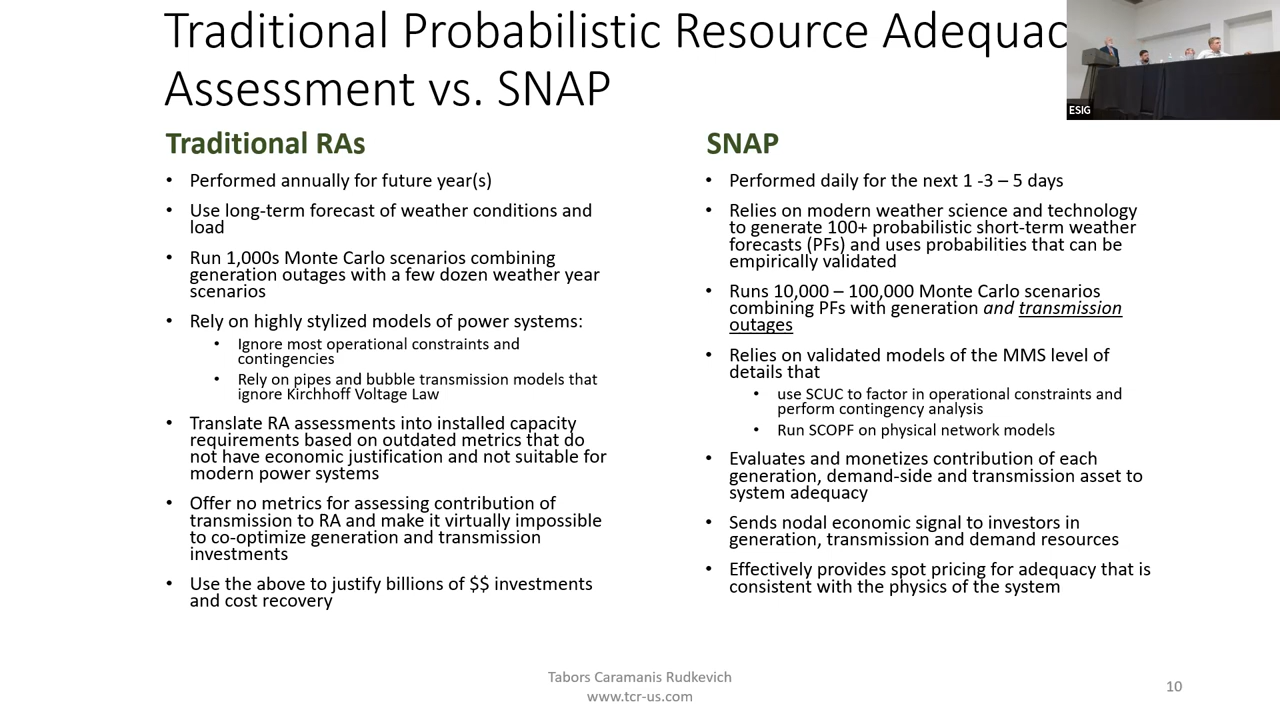 Traditional Probabilistic Resource Adequac
Assessment vs. SNAP
ESIG
Traditional RAs
• Performed annually for future year(s)
• Use long-term forecast of weather conditions and
load
• Run 1,000s Monte Carlo scenarios combining
generation outages with a few dozen weather year
scenarios
• Rely on highly stylized models of power systems:
• Ignore most operational constraints and
contingencies
• Rely on pipes and bubble transmission models that
ignore Kirchhoff Voltage Law
• Translate RA assessments into installed capacity
requirements based on outdated metrics that do
not have economic justification and not suitable for
modern power systems
• Offer no metrics for assessing contribution of
transmission to RA and make it virtually impossible
to co-optimize generation and transmission
investments
• Use the above to justify billions of $$ investments
and cost recovery
SNAP
• Performed daily for the next 1 -3 – 5 days
• Relies on modern weather science and technology
to generate 100+ probabilistic short-term weather
forecasts (PFs) and uses probabilities that can be
empirically validated
• Runs 10,000 – 100,000 Monte Carlo scenarios
combining PFs with generation and transmission
outages
• Relies on validated models of the MMS level of
details that
• use SCUC to factor in operational constraints and
perform contingency analysis
• Run SCOPF on physical network models
• Evaluates and monetizes contribution of each
generation, demand-side and transmission asset to
system adequacy
• Sends nodal economic signal to investors in
generation, transmission and demand resources
• Effectively provides spot pricing for adequacy that is
consistent with the physics of the system
Tabors Caramanis Rudkevich
www.tcr-us.com
10